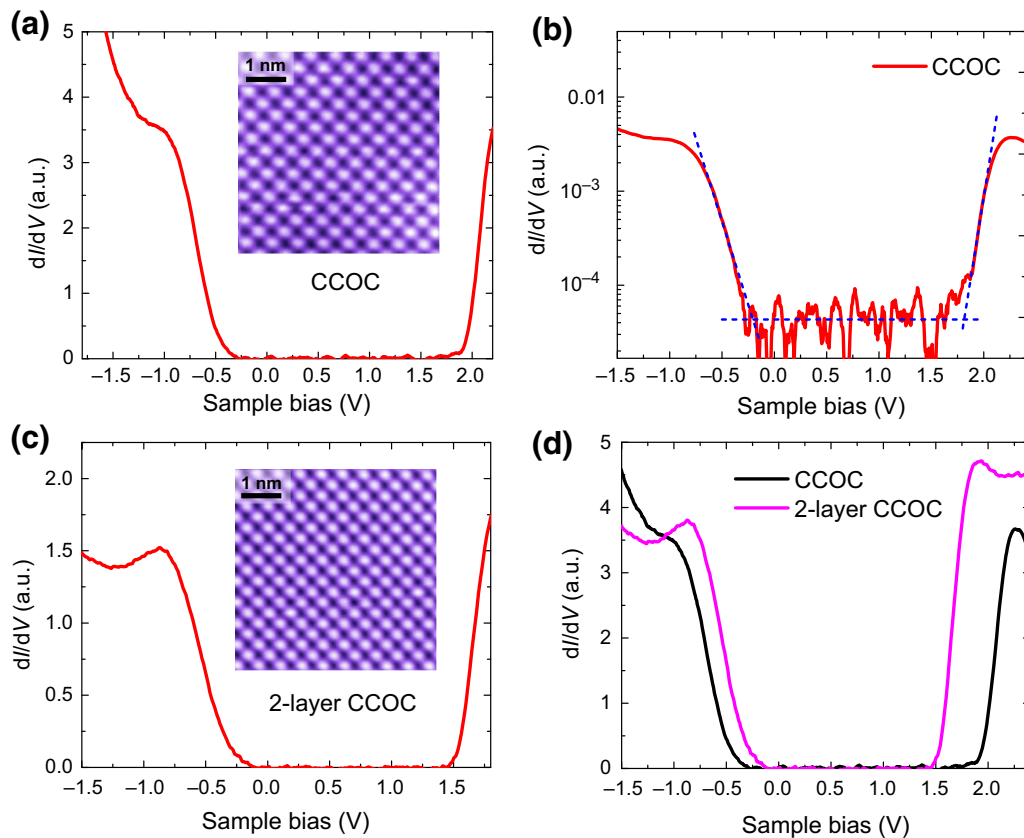 (a)
5
4
3
2
1
0
dI/dV (a.u.)
1 nm
CCOC
−1.5 −1.0 −0.5 0.0 0.5 1.0 1.5 2.0
Sample bias (V)
(b)
CCOC
0.01
10⁻³
10⁻⁴
dI/dV (a.u.)
−1.5 −1.0 −0.5 0.0 0.5 1.0 1.5 2.0
Sample bias (V)
(c)
2.0
1.5
1.0
0.5
0.0
dI/dV (a.u.)
1 nm
2-layer CCOC
−1.5 −1.0 −0.5 0.0 0.5 1.0 1.5
Sample bias (V)
(d)
5
4
3
2
1
0
dI/dV (a.u.)
CCOC
2-layer CCOC
−1.5 −1.0 −0.5 0.0 0.5 1.0 1.5 2.0
Sample bias (V)